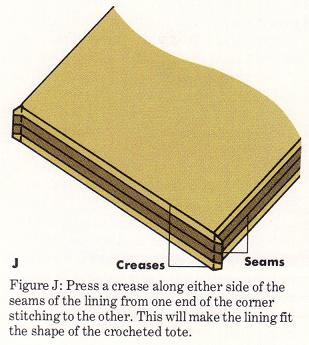 J
Creases
Seams
Figure J: Press a crease along either side of the
seams of the lining from one end of the corner
stitching to the other. This will make the lining fit
the shape of the crocheted tote.